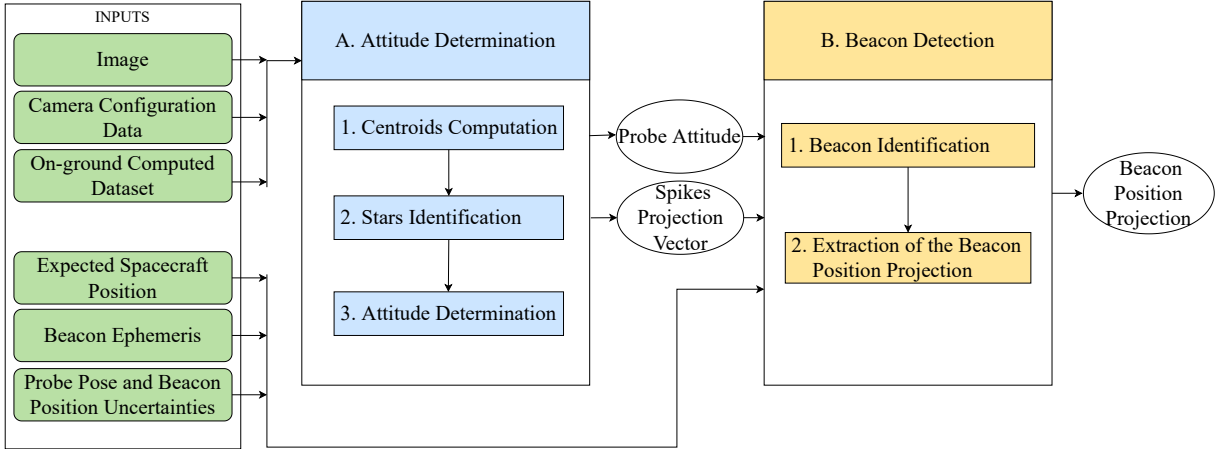 INPUTS
Image
Camera Configuration
Data
On-ground Computed
Dataset
Expected Spacecraft
Position
Beacon Ephemeris
Probe Pose and Beacon
Position Uncertainties
A. Attitude Determination
1. Centroids Computation
2. Stars Identification
3. Attitude Determination
Probe Attitude
Spikes
Projection
Vector
B. Beacon Detection
1. Beacon Identification
2. Extraction of the Beacon
Position Projection
Beacon
Position
Projection